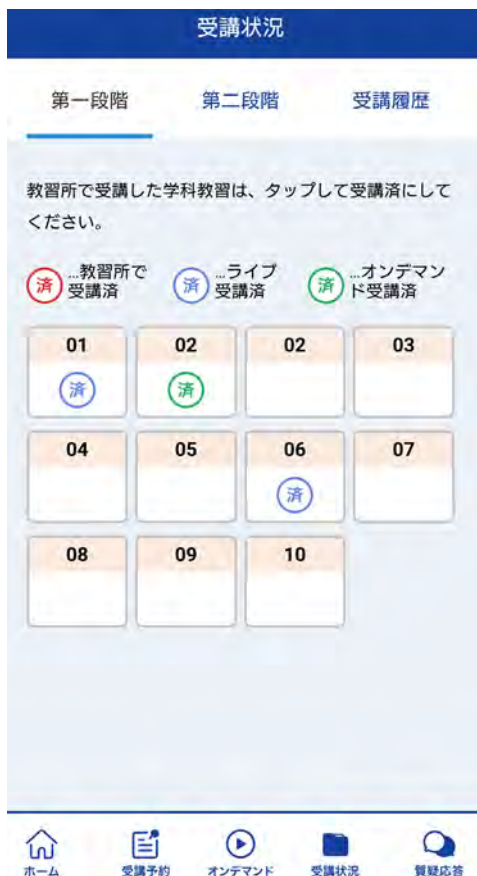 受講状況
第一段階 第二段階 受講履歴
教習所で受講した学科教習は、タップして受講済にして
ください。
済 …教習所で受講済 済 …ライブ受講済 済 …オンデマンド受講済
01 02 02 03
済 済
04 05 06 07
済
08 09 10
ホーム 受講予約 オンデマンド 受講状況 質疑応答